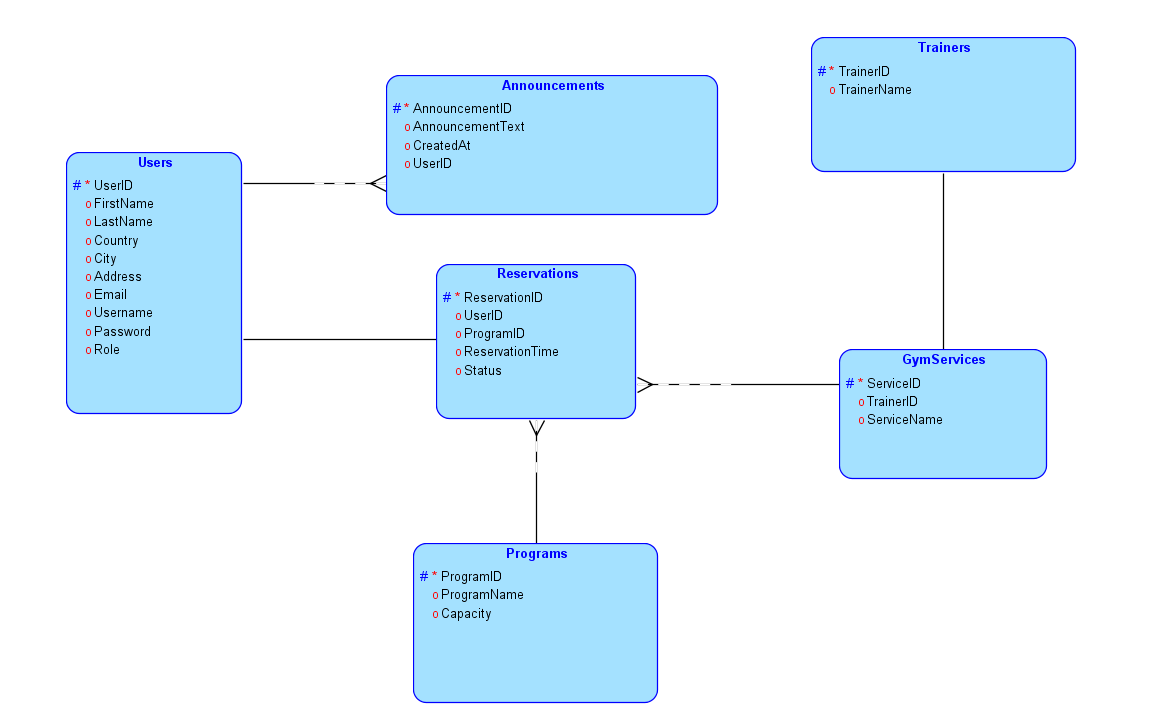 Trainers
# * TrainerID
o TrainerName
Announcements
# * AnnouncementID
o AnnouncementText
o CreatedAt
o UserID
Users
# * UserID
o FirstName
o LastName
o Country
o City
o Address
o Email
o Username
o Password
o Role
Reservations
# * ReservationID
o UserID
o ProgramID
o ReservationTime
o Status
GymServices
# * ServiceID
o TrainerID
o ServiceName
Programs
# * ProgramID
o ProgramName
o Capacity